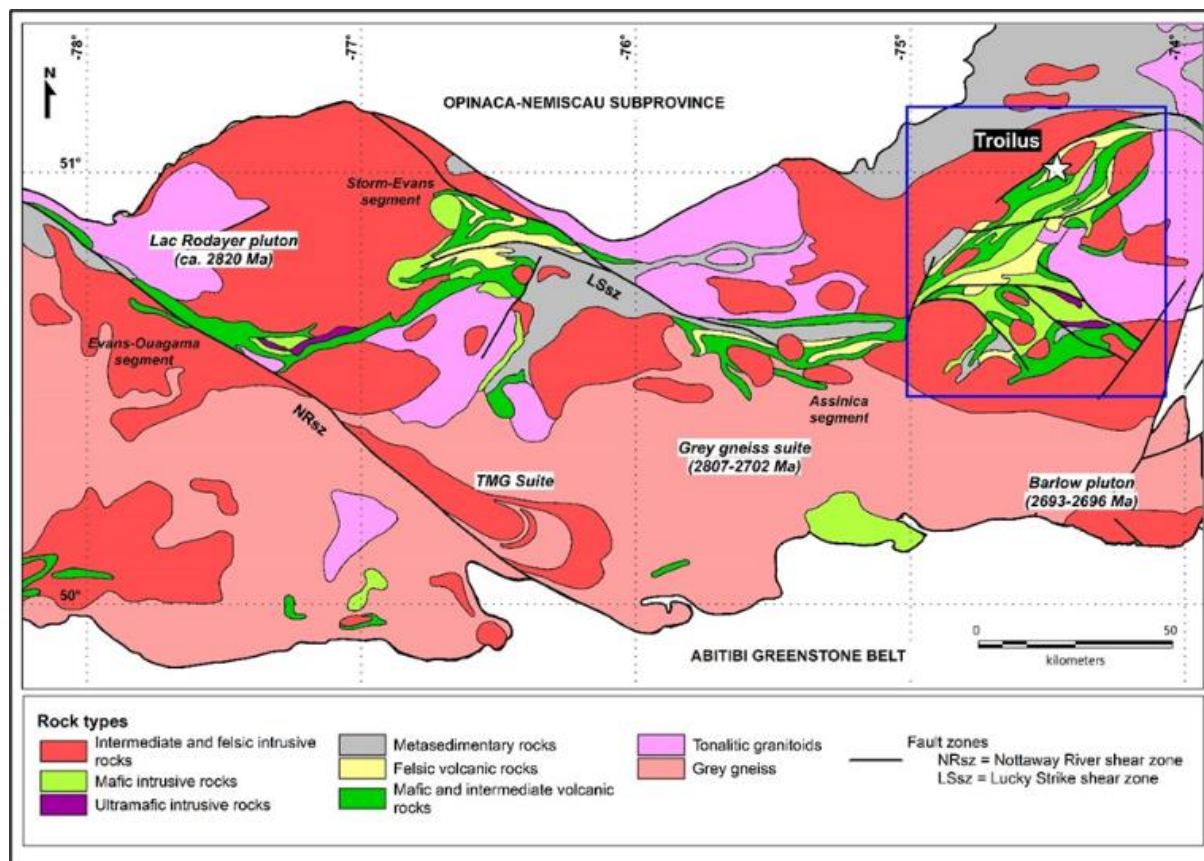 -78°
-77°
-76°
-75°
-74°
N
OPINACA-NEMISCAU SUBPROVINCE
Troilus
51°
Storm-Evans
segment
Lac Rodayer pluton
(ca. 2820 Ma)
LSsz
Evans-Ouagama
segment
Assinica
segment
NRsz
Grey gneiss suite
(2807-2702 Ma)
TMG Suite
Barlow pluton
(2693-2696 Ma)
50°
0
50
kilometers
ABITIBI GREENSTONE BELT
Rock types
Intermediate and felsic intrusive
rocks
Mafic intrusive rocks
Ultramafic intrusive rocks
Metasedimentary rocks
Felsic volcanic rocks
Mafic and intermediate volcanic
rocks
Tonalitic granitoids
Grey gneiss
Fault zones
NRsz = Nottaway River shear zone
LSsz = Lucky Strike shear zone